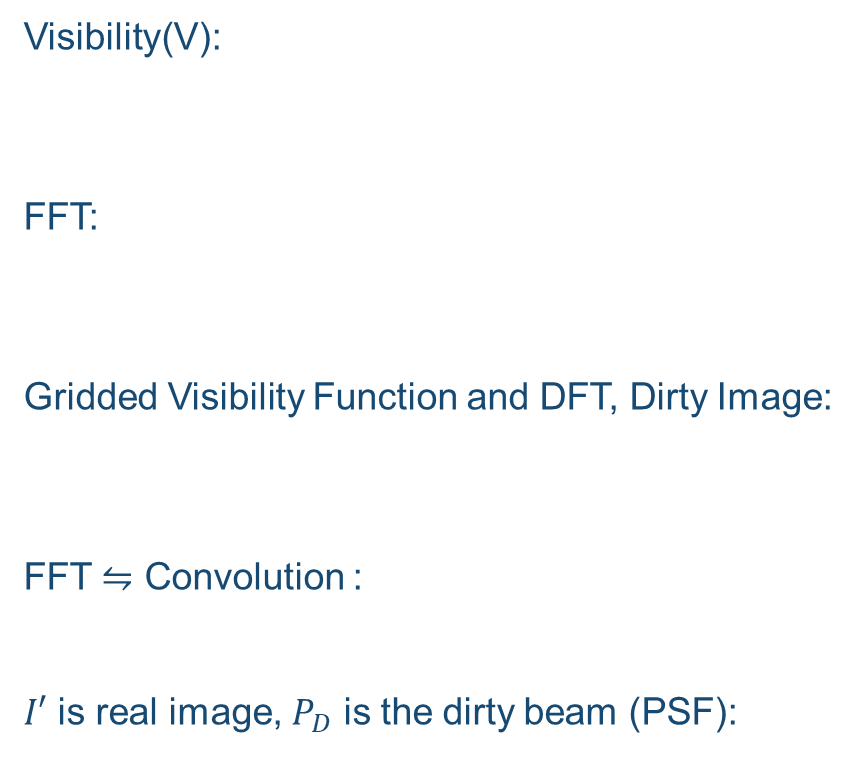 Visibility(V):
FFT:
Gridded Visibility Function and DFT, Dirty Image:
FFT ⇋ Convolution :
I′ is real image, P_D is the dirty beam (PSF):